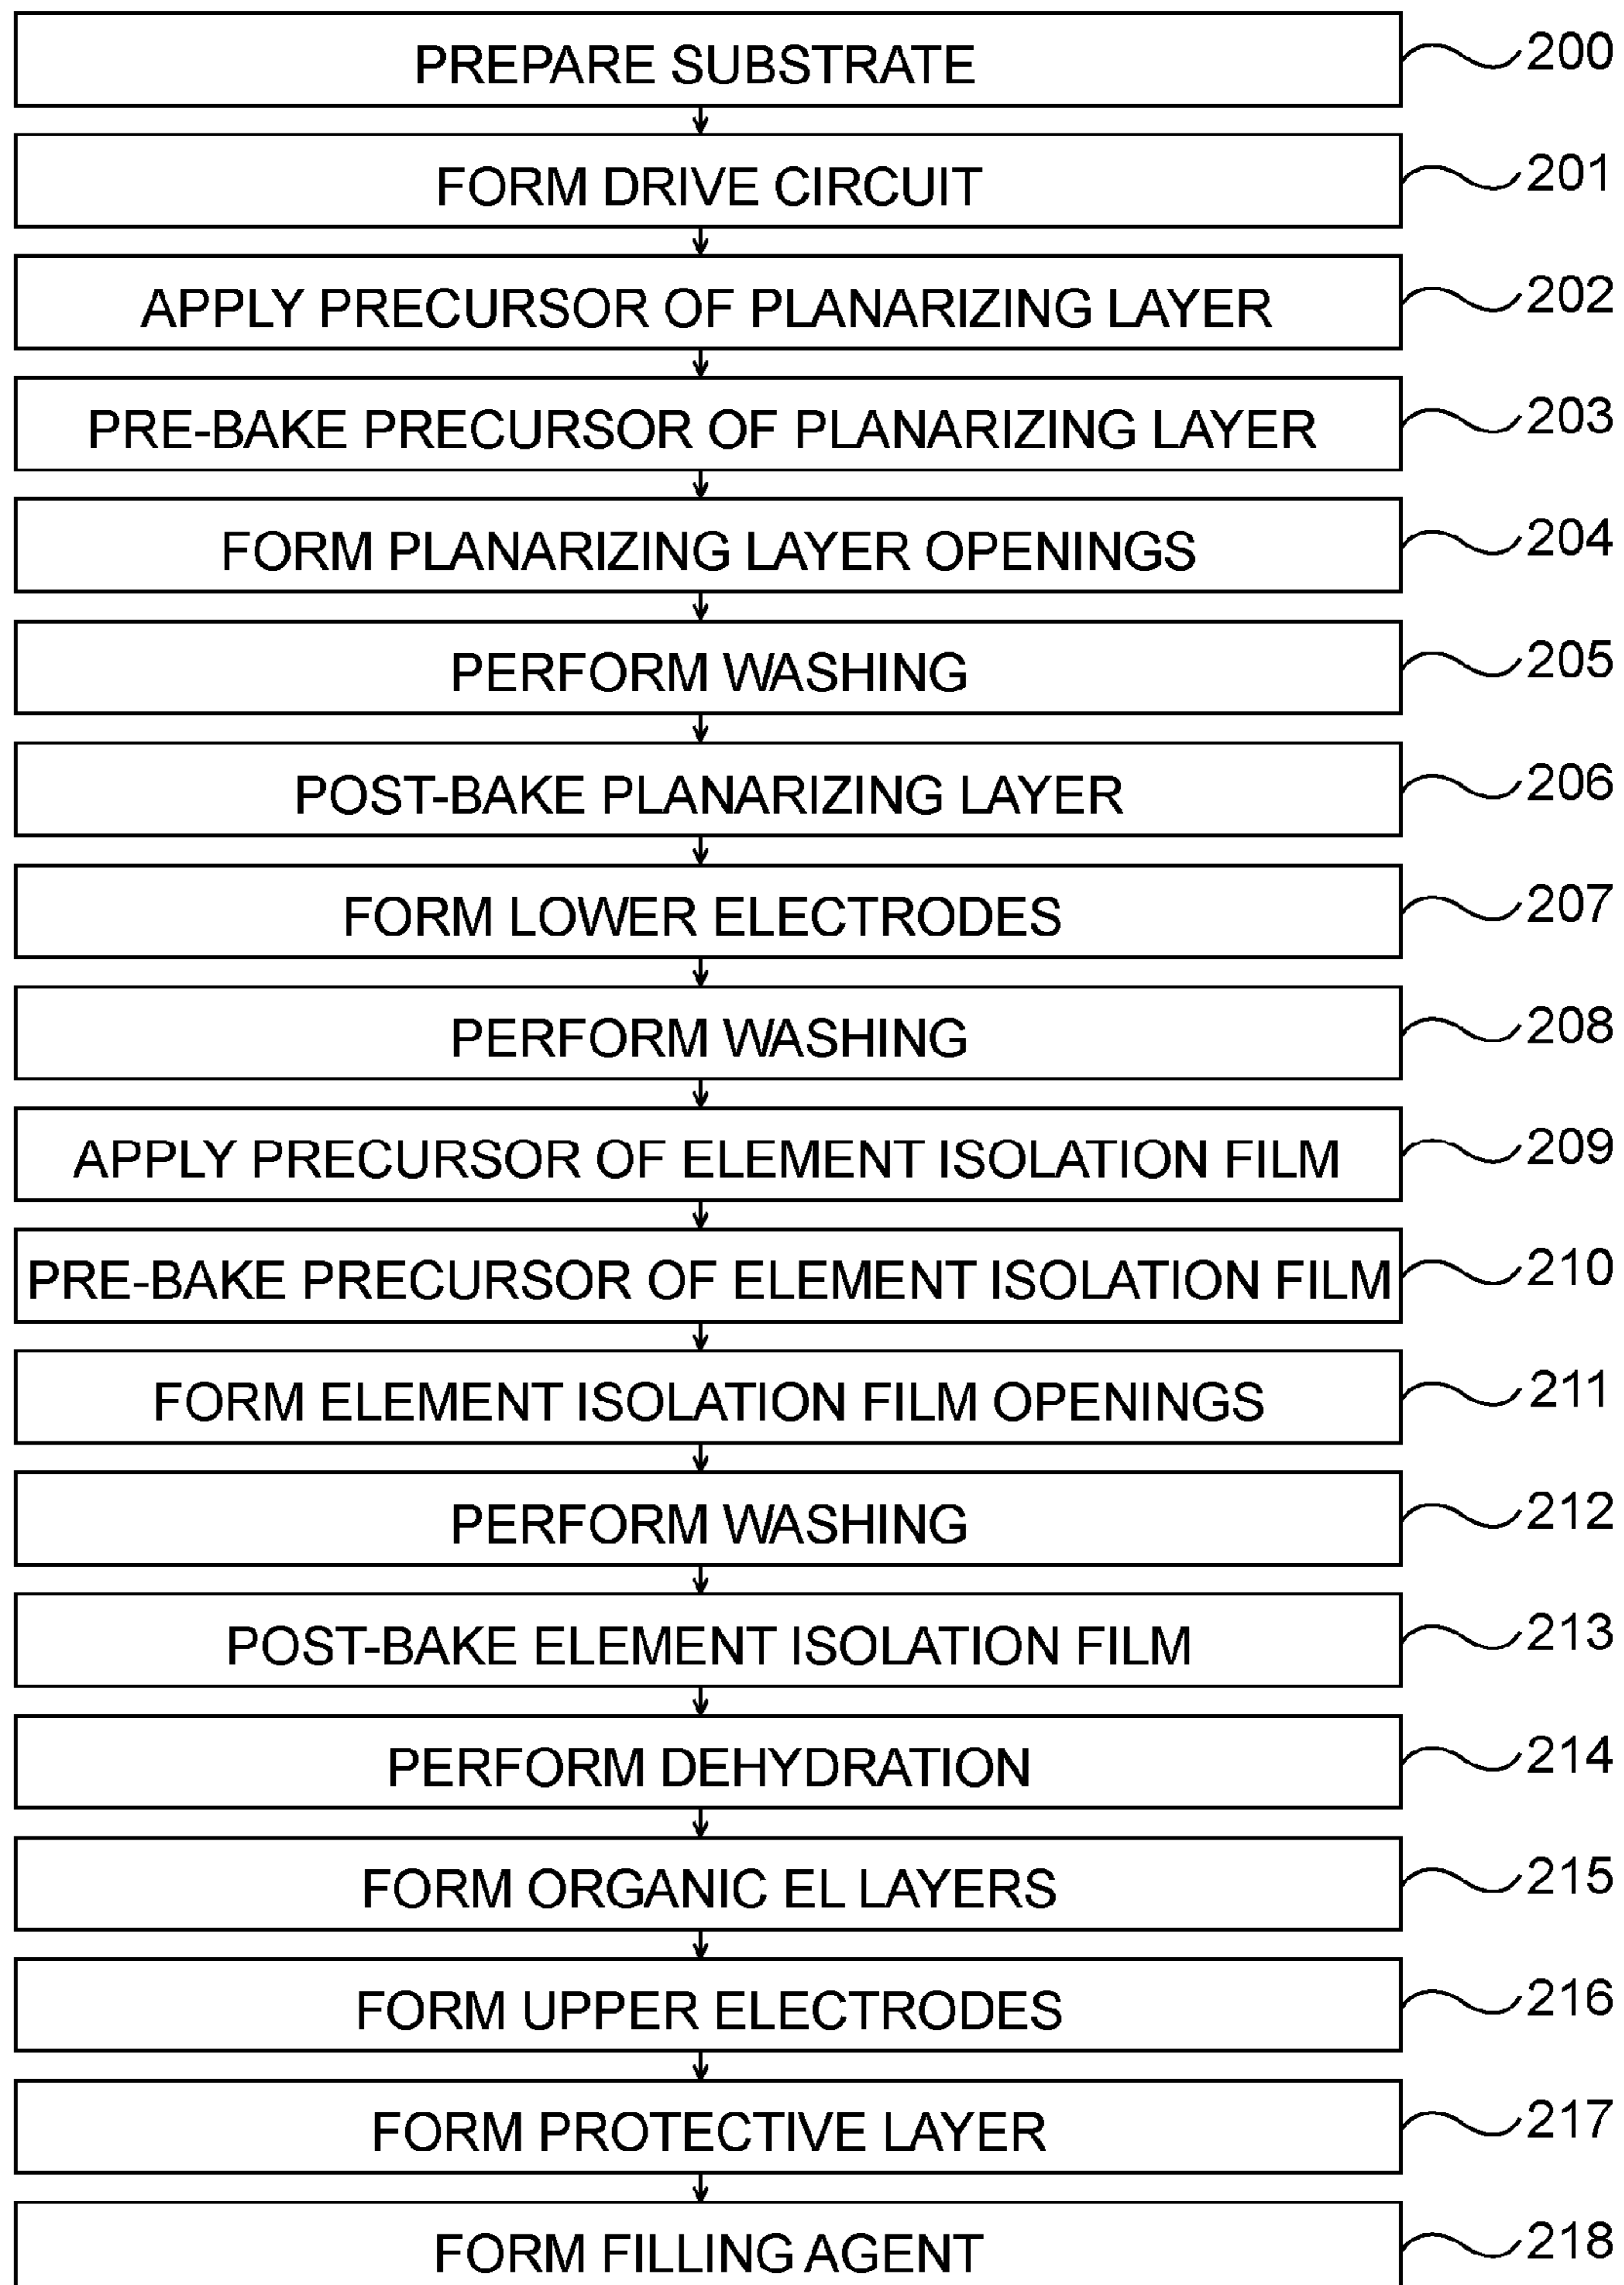 PREPARE SUBSTRATE 200
FORM DRIVE CIRCUIT 201
APPLY PRECURSOR OF PLANARIZING LAYER 202
PRE-BAKE PRECURSOR OF PLANARIZING LAYER 203
FORM PLANARIZING LAYER OPENINGS 204
PERFORM WASHING 205
POST-BAKE PLANARIZING LAYER 206
FORM LOWER ELECTRODES 207
PERFORM WASHING 208
APPLY PRECURSOR OF ELEMENT ISOLATION FILM 209
PRE-BAKE PRECURSOR OF ELEMENT ISOLATION FILM 210
FORM ELEMENT ISOLATION FILM OPENINGS 211
PERFORM WASHING 212
POST-BAKE ELEMENT ISOLATION FILM 213
PERFORM DEHYDRATION 214
FORM ORGANIC EL LAYERS 215
FORM UPPER ELECTRODES 216
FORM PROTECTIVE LAYER 217
FORM FILLING AGENT 218